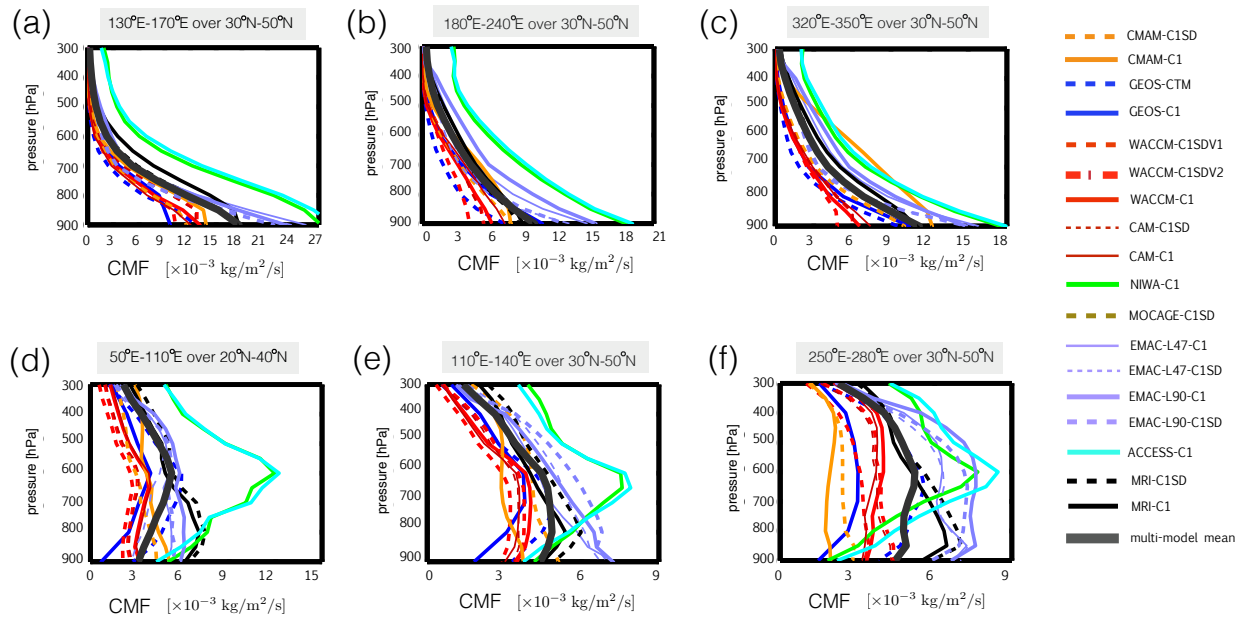 (a)
130°E-170°E over 30°N-50°N
300
400
500
600
700
800
900
pressure [hPa]
0 3 6 9 12 15 18 21 24 27
CMF [×10−3 kg/m2/s]
(b)
180°E-240°E over 30°N-50°N
300
400
500
600
700
800
900
pressure [hPa]
0 3 6 9 12 15 18 21
CMF [×10−3 kg/m2/s]
(c)
320°E-350°E over 30°N-50°N
300
400
500
600
700
800
900
pressure [hPa]
0 3 6 9 12 15 18
CMF [×10−3 kg/m2/s]
(d)
50°E-110°E over 20°N-40°N
300
400
500
600
700
800
900
pressure [hPa]
0 3 6 9 12 15
CMF [×10−3 kg/m2/s]
(e)
110°E-140°E over 30°N-50°N
300
400
500
600
700
800
900
pressure [hPa]
0 3 6 9
CMF [×10−3 kg/m2/s]
(f)
250°E-280°E over 30°N-50°N
300
400
500
600
700
800
900
pressure [hPa]
0 3 6 9
CMF [×10−3 kg/m2/s]
CMAM-C1SD
CMAM-C1
GEOS-CTM
GEOS-C1
WACCM-C1SDV1
WACCM-C1SDV2
WACCM-C1
CAM-C1SD
CAM-C1
NIWA-C1
MOCAGE-C1SD
EMAC-L47-C1
EMAC-L47-C1SD
EMAC-L90-C1
EMAC-L90-C1SD
ACCESS-C1
MRI-C1SD
MRI-C1
multi-model mean